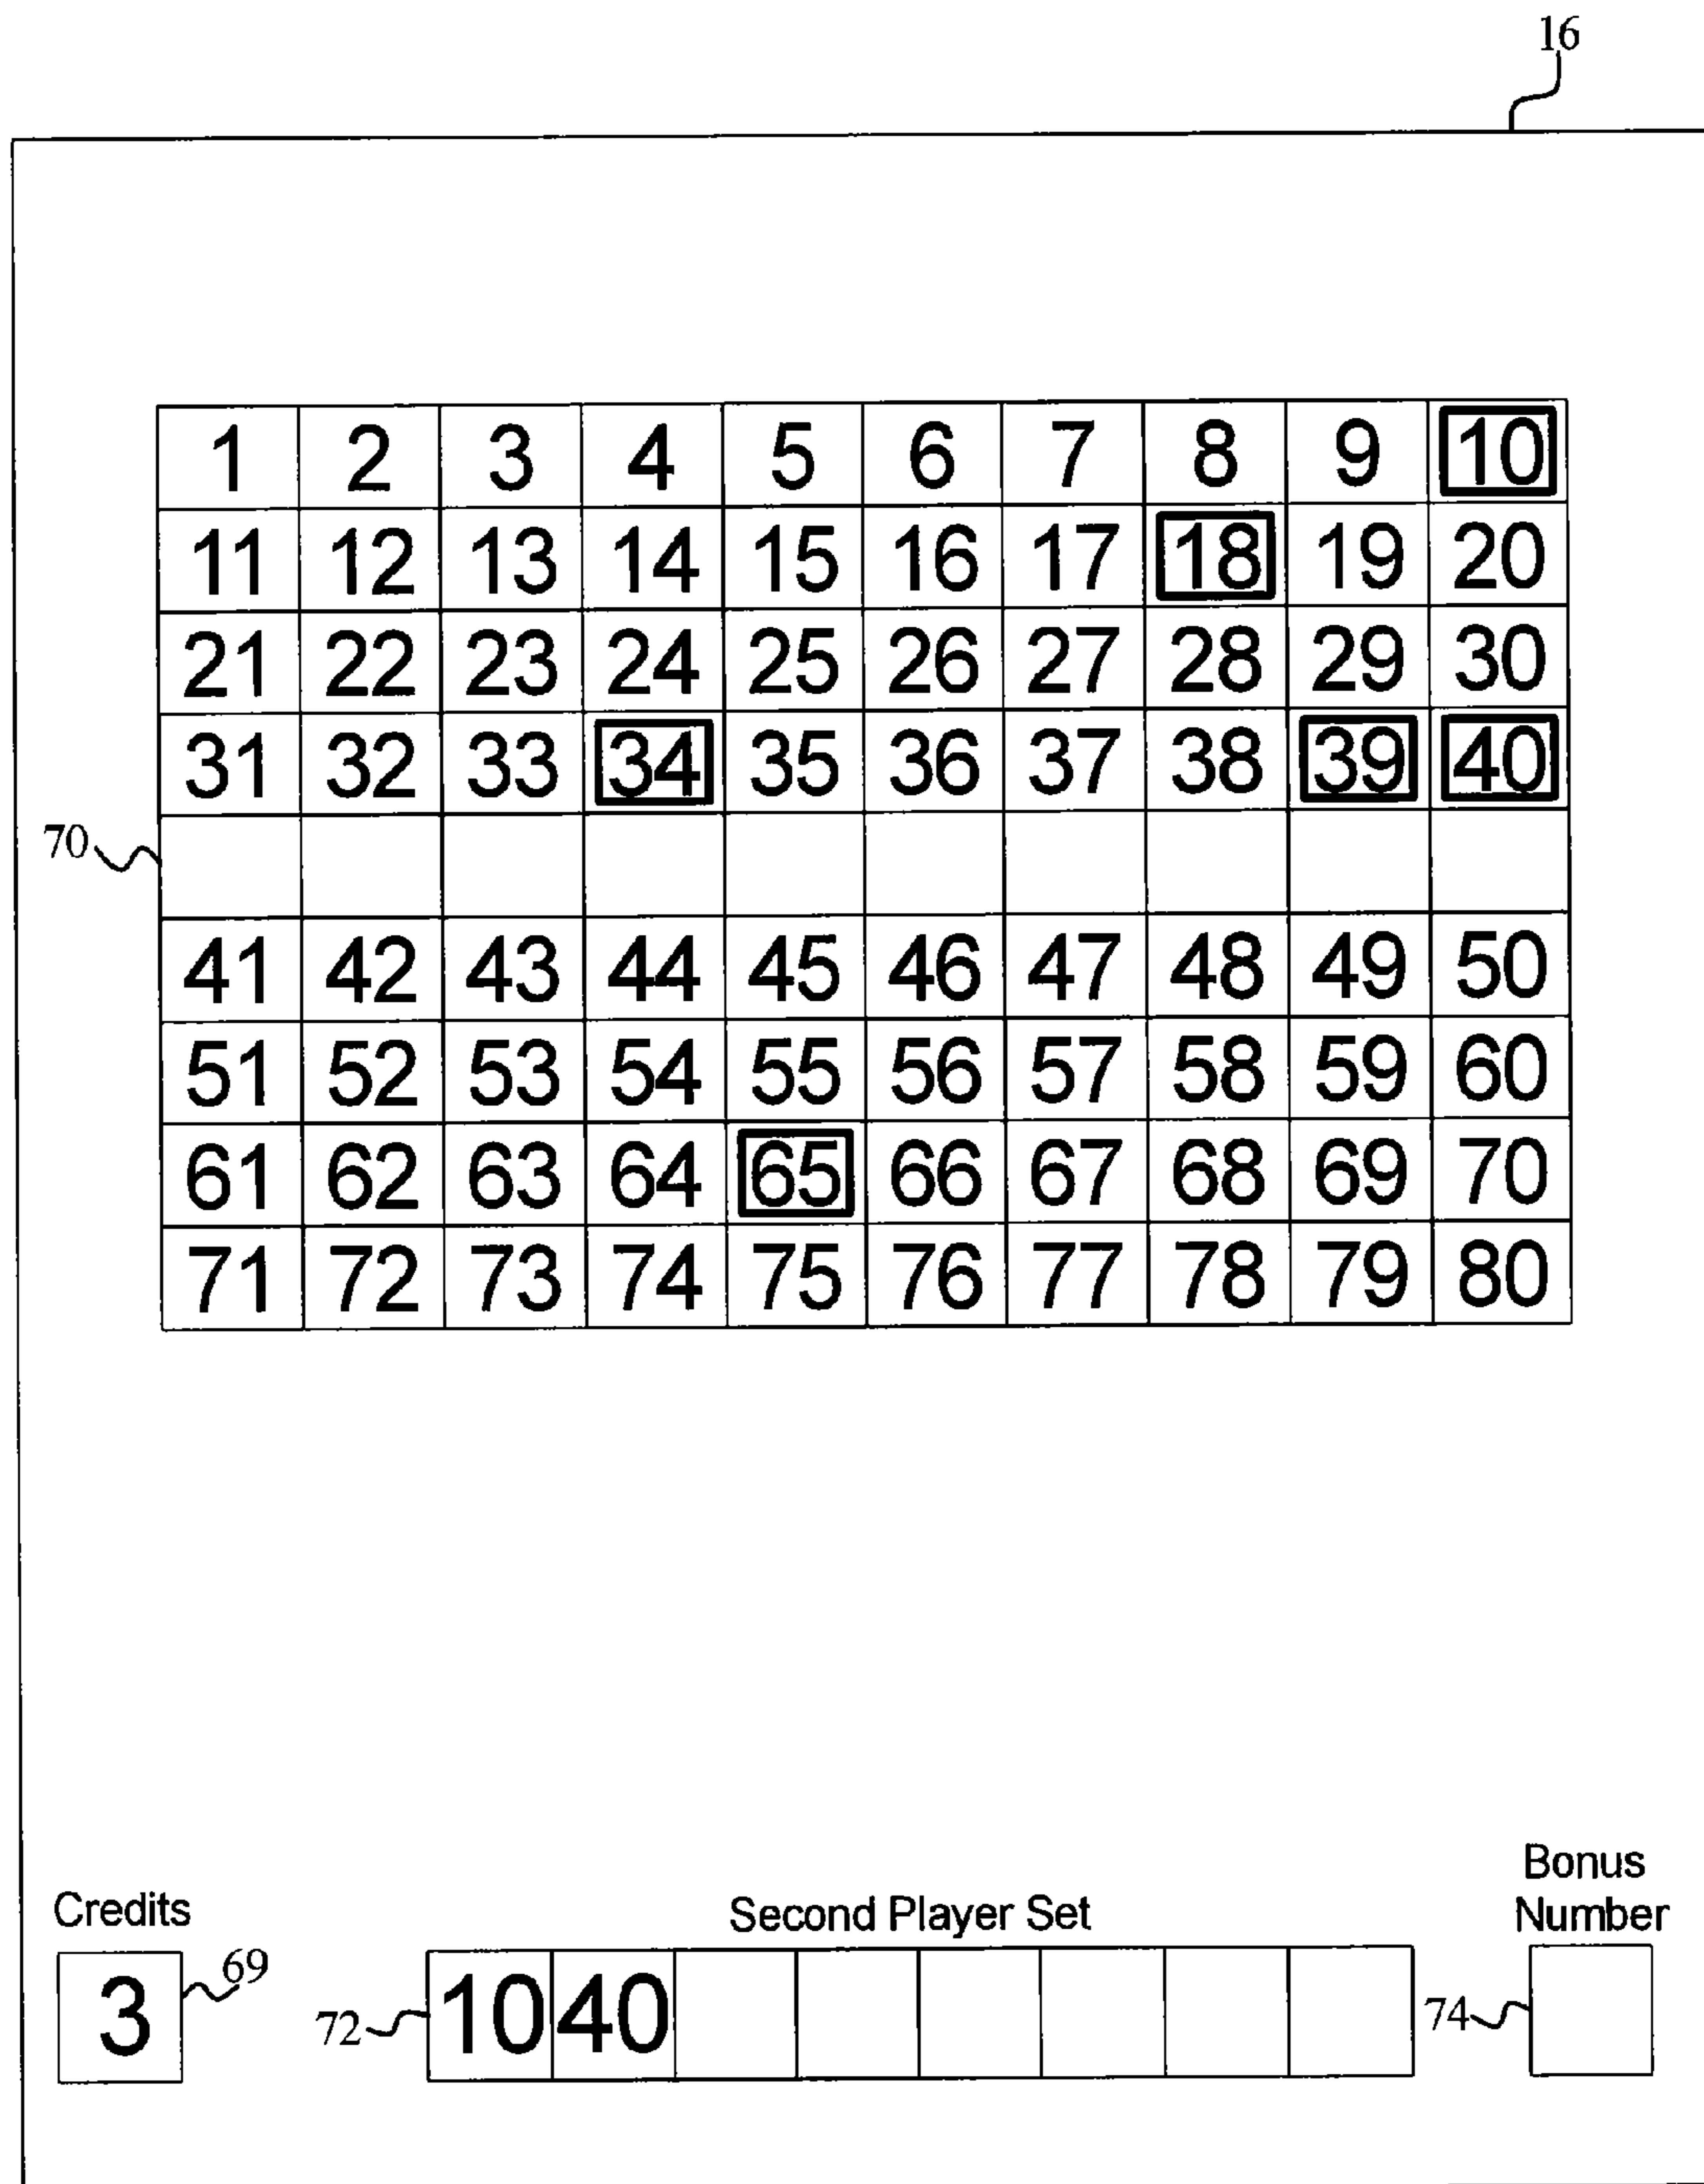 16
1 2 3 4 5 6 7 8 9 10
11 12 13 14 15 16 17 18 19 20
21 22 23 24 25 26 27 28 29 30
31 32 33 34 35 36 37 38 39 40
70
41 42 43 44 45 46 47 48 49 50
51 52 53 54 55 56 57 58 59 60
61 62 63 64 65 66 67 68 69 70
71 72 73 74 75 76 77 78 79 80
Credits
3
69
Second Player Set
72
10 40
Bonus
Number
74